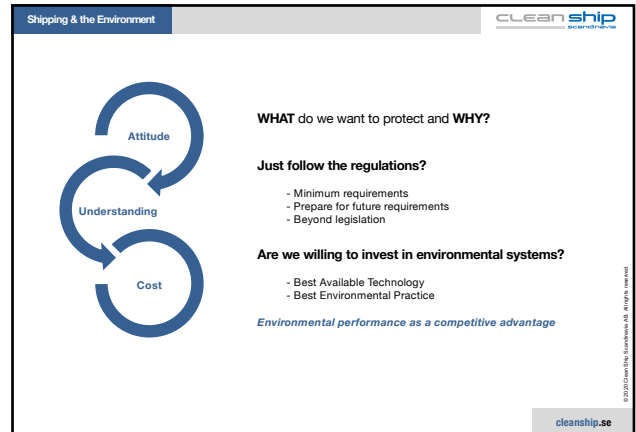 Shipping & the Environment
cLean ship
scandinavia
Attitude
Understanding
Cost
WHAT do we want to protect and WHY?
Just follow the regulations?
- Minimum requirements
- Prepare for future requirements
- Beyond legislation
Are we willing to invest in environmental systems?
- Best Available Technology
- Best Environmental Practice
Environmental performance as a competitive advantage
©2020 Clean Ship Scandinavia AB. All rights reserved.
cleanship.se